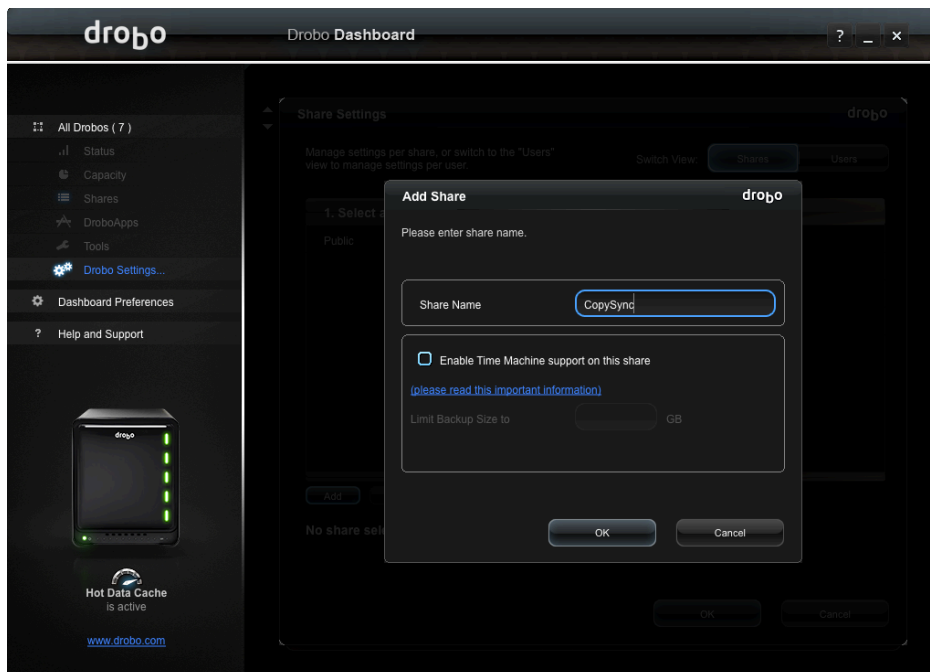 drobo
Drobo Dashboard
?
All Drobos ( 7 )
Status
Capacity
Shares
DroboApps
Tools
Drobo Settings...
Dashboard Preferences
? Help and Support
drobo
Hot Data Cache
is active
www.drobo.com
Share Settings
drobo
Manage settings per share, or switch to the "Users"
view to manage settings per user.
Switch View:
Shares
Users
1. Select a
Public
Add
No share sele
OK
Cancel
Add Share
drobo
Please enter share name.
Share Name
CopySync
Enable Time Machine support on this share
(please read this important information)
Limit Backup Size to
GB
OK
Cancel